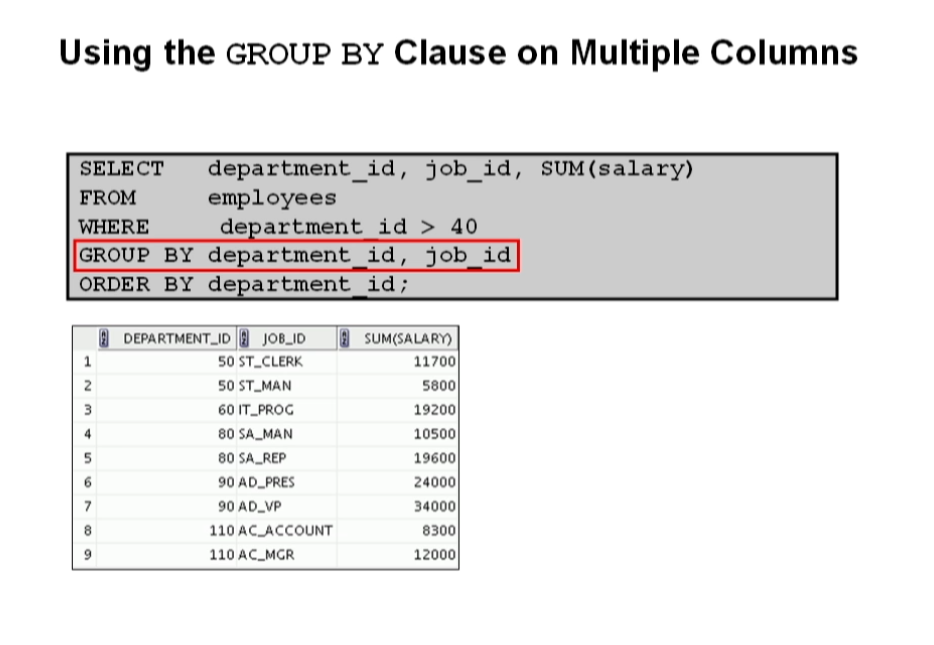 Using the GROUP BY Clause on Multiple Columns
SELECT department_id, job_id, SUM(salary)
FROM employees
WHERE department_id > 40
GROUP BY department_id, job_id
ORDER BY department_id;
DEPARTMENT_ID JOB_ID SUM(SALARY)
1 50 ST_CLERK 11700
2 50 ST_MAN 5800
3 60 IT_PROG 19200
4 80 SA_MAN 10500
5 80 SA_REP 19600
6 90 AD_PRES 24000
7 90 AD_VP 34000
8 110 AC_ACCOUNT 8300
9 110 AC_MGR 12000